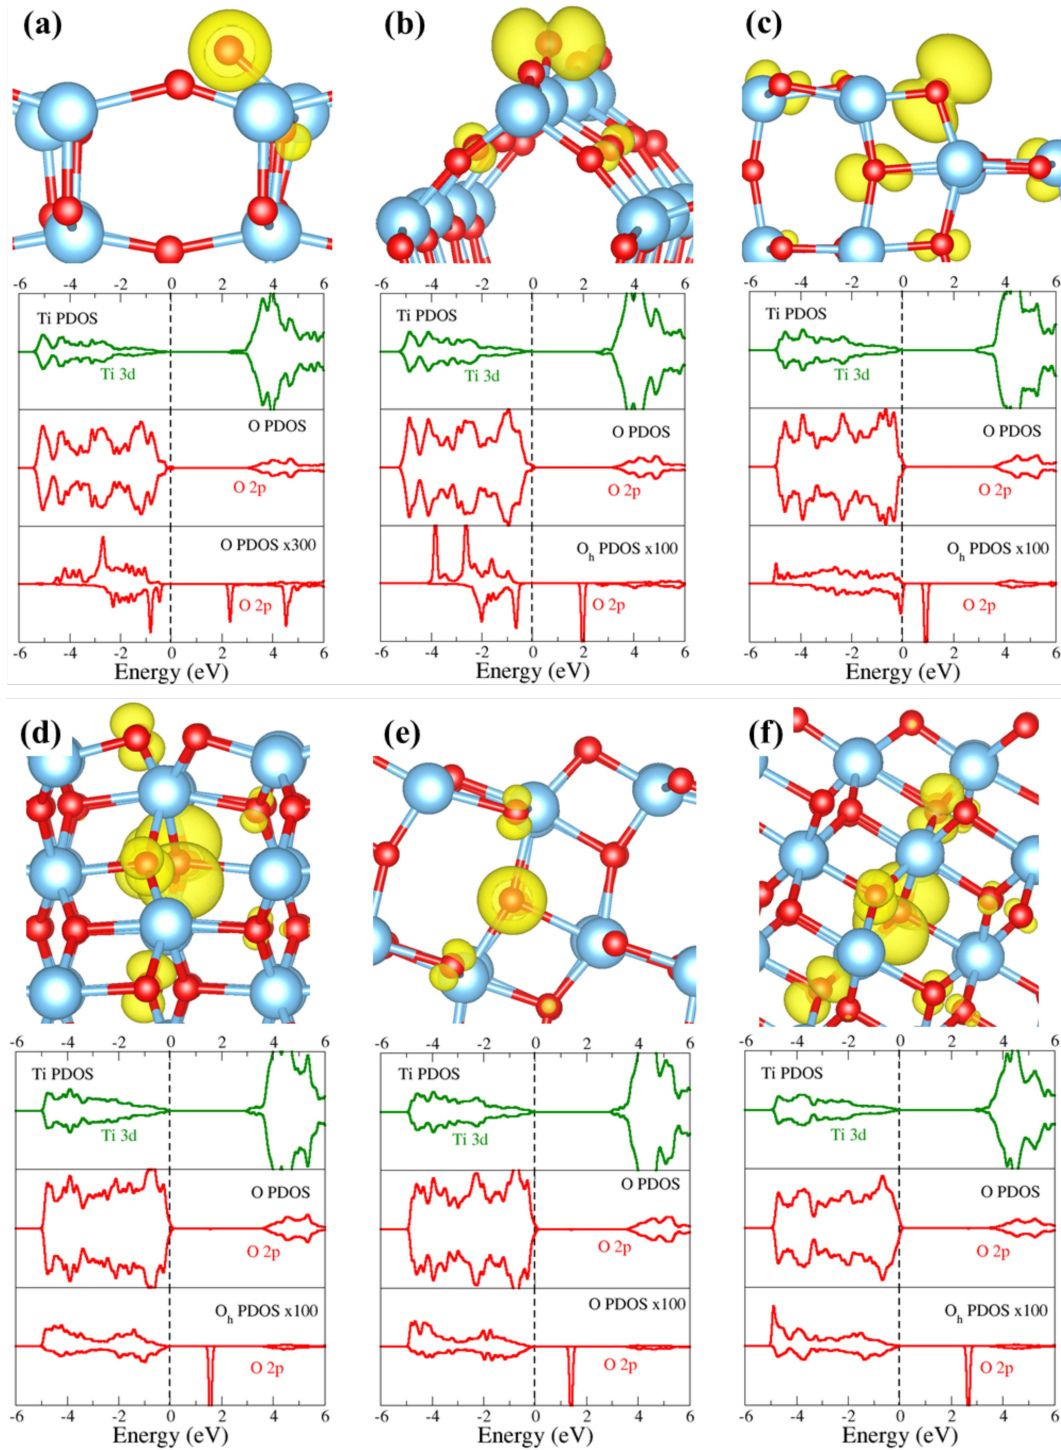 (a) (b) (c)
-6 -4 -2 0 2 4 6 -6 -4 -2 0 2 4 6 -6 -4 -2 0 2 4 6
Ti PDOS Ti PDOS Ti PDOS
Ti 3d Ti 3d Ti 3d
O PDOS O PDOS O PDOS
O 2p O 2p O 2p
O PDOS x300 Oh PDOS x100 Oh PDOS x100
O 2p O 2p O 2p
-6 -4 -2 0 2 4 6 -6 -4 -2 0 2 4 6 -6 -4 -2 0 2 4 6
Energy (eV) Energy (eV) Energy (eV)
(d) (e) (f)
-6 -4 -2 0 2 4 6 -6 -4 -2 0 2 4 6 -6 -4 -2 0 2 4 6
Ti PDOS Ti PDOS Ti PDOS
Ti 3d Ti 3d Ti 3d
O PDOS O PDOS O PDOS
O 2p O 2p O 2p
Oh PDOS x100 O PDOS x100 Oh PDOS x100
O 2p O 2p O 2p
-6 -4 -2 0 2 4 6 -6 -4 -2 0 2 4 6 -6 -4 -2 0 2 4 6
Energy (eV) Energy (eV) Energy (eV)